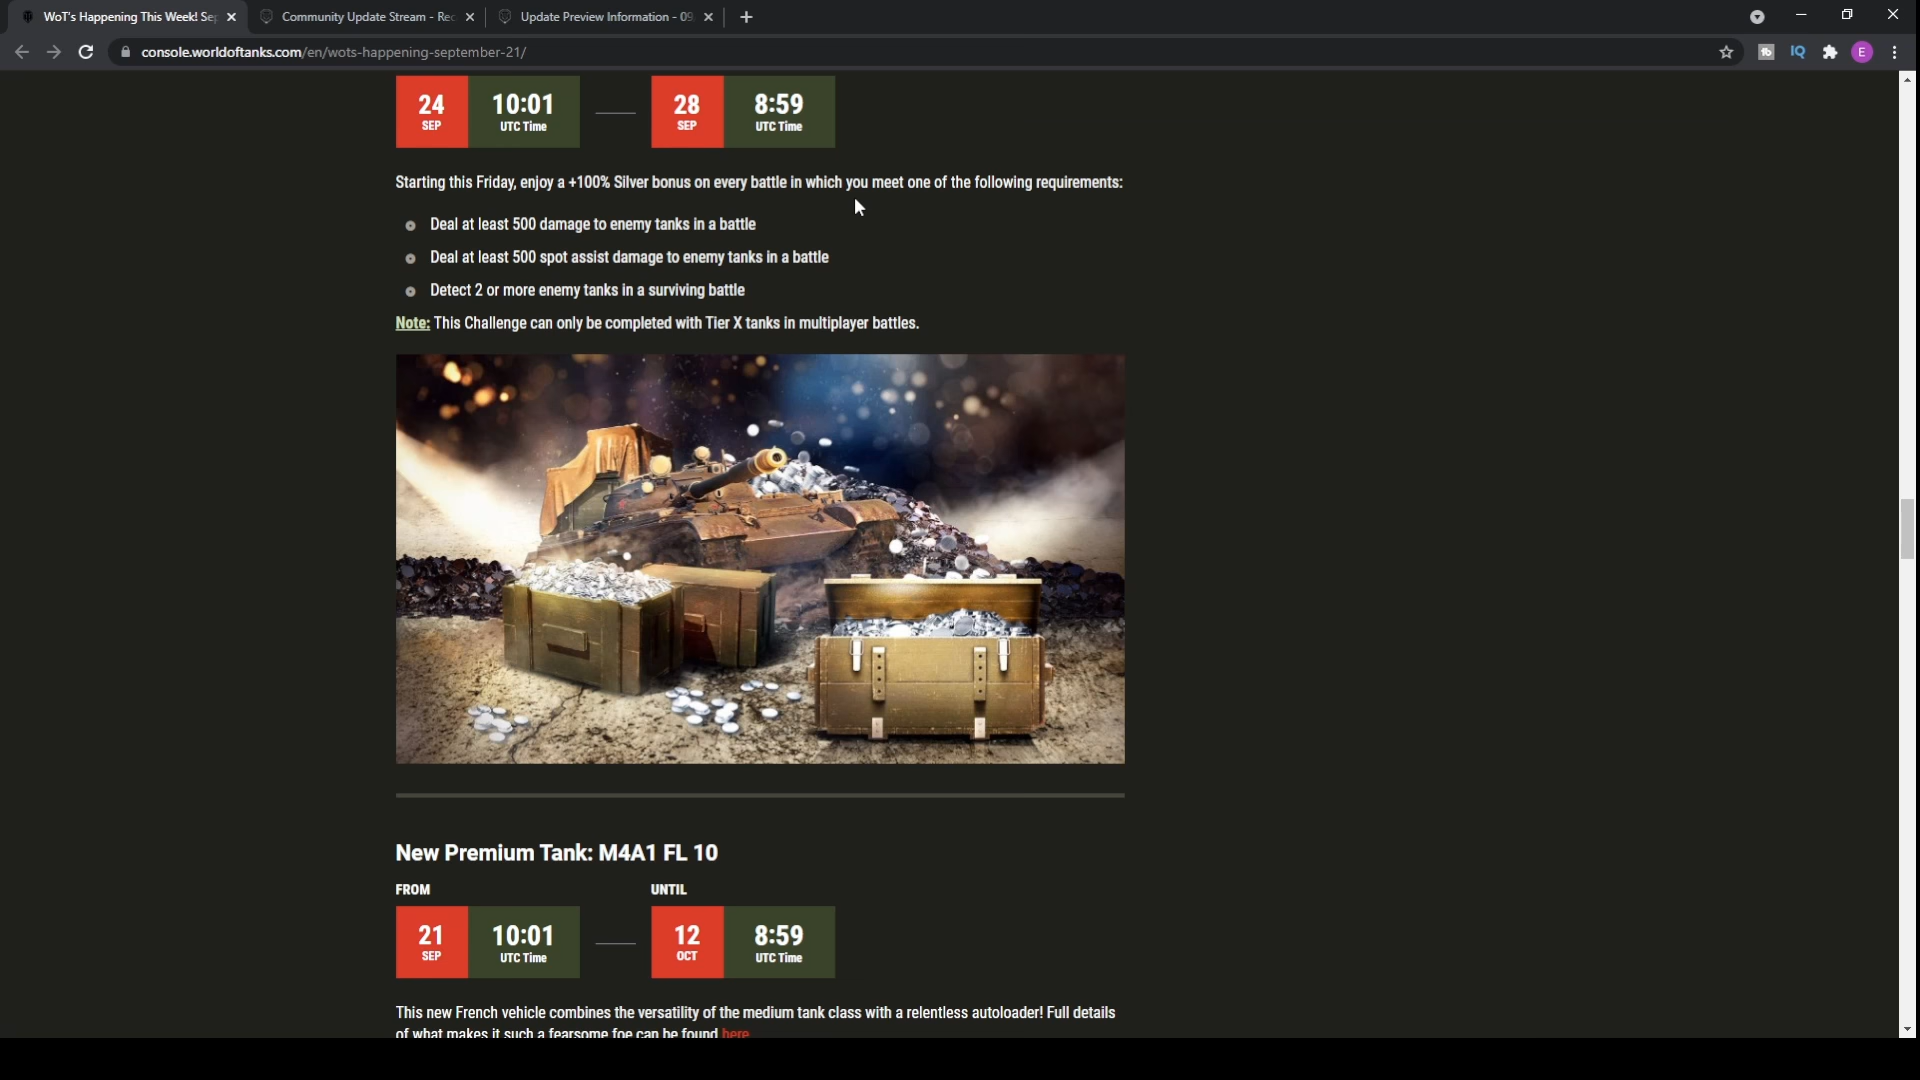 WoT's Happening This Week! Se
Community Update Stream - Rec
Update Preview Information - 09
console.worldoftanks.com/en/wots-happening-september-21/
IQ
E
24
SEP
10:01
UTC Time
28
SEP
8:59
UTC Time
Starting this Friday, enjoy a +100% Silver bonus on every battle in which you meet one of the following requirements:
Deal at least 500 damage to enemy tanks in a battle
Deal at least 500 spot assist damage to enemy tanks in a battle
Detect 2 or more enemy tanks in a surviving battle
Note: This Challenge can only be completed with Tier X tanks in multiplayer battles.
New Premium Tank: M4A1 FL 10
FROM
UNTIL
21
SEP
10:01
UTC Time
12
OCT
8:59
UTC Time
This new French vehicle combines the versatility of the medium tank class with a relentless autoloader! Full details
of what makes it such a fearsome foe can be found here